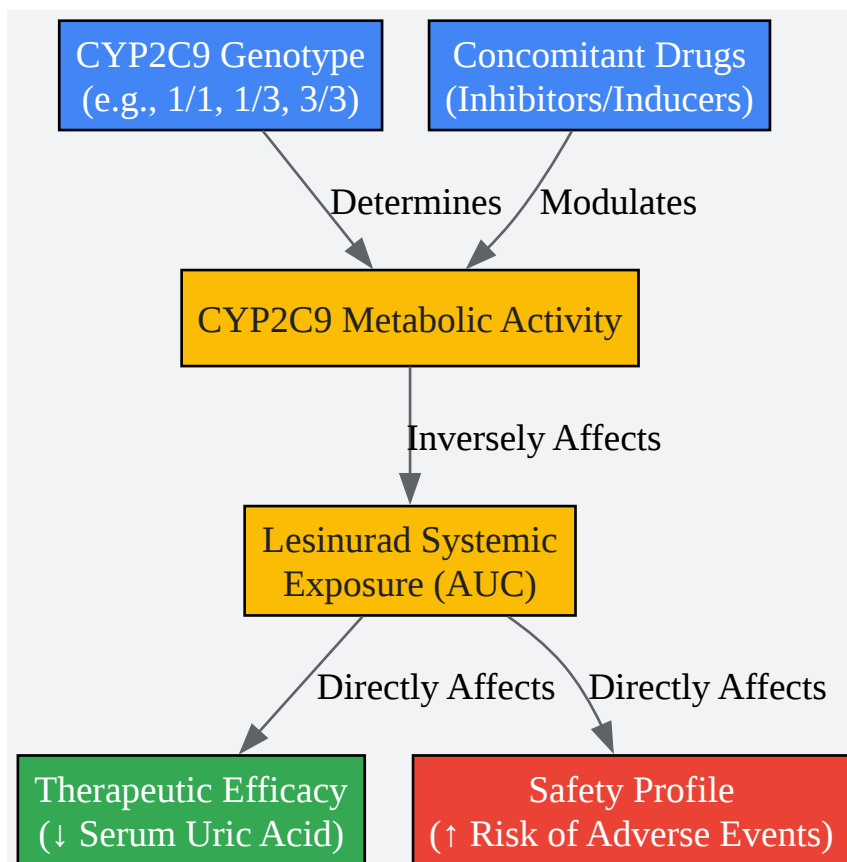 CYP2C9 Genotype
(e.g., 1/1, 1/3, 3/3)
Concomitant Drugs
(Inhibitors/Inducers)
Determines
Modulates
CYP2C9 Metabolic Activity
Inversely Affects
Lesinurad Systemic
Exposure (AUC)
Directly Affects
Directly Affects
Therapeutic Efficacy
(↓ Serum Uric Acid)
Safety Profile
(↑ Risk of Adverse Events)